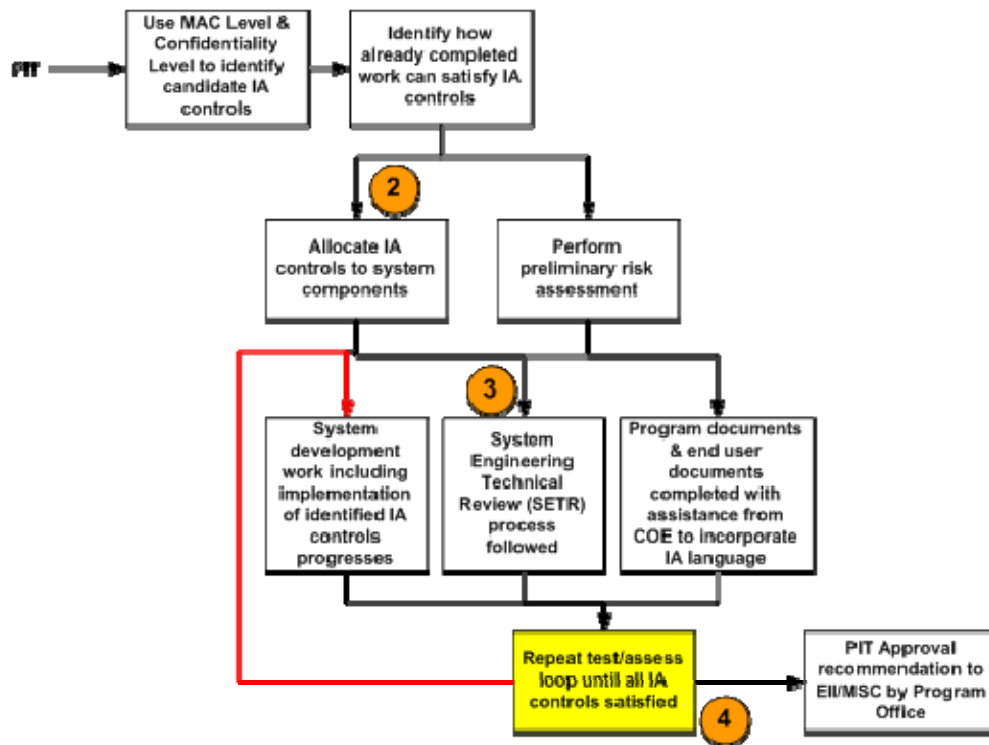 PIT
Use MAC Level &
Confidentiality
Level to identify
candidate IA
controls
Identify how
already completed
work can satisfy IA
controls
2
Allocate IA
controls to system
components
Perform
preliminary risk
assessment
3
System
development
work including
implementation
of identified IA
controls
progresses
System
Engineering
Technical
Review (SETR)
process
followed
Program documents
& end user
documents
completed with
assistance from
COE to incorporate
IA language
Repeat test/assess
loop until all IA
controls satisfied
4
PIT Approval
recommendation to
EII/MSC by Program
Office